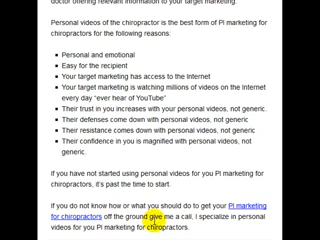 doctor offering relevant information to your target marketing.
Personal videos of the chiropractor is the best form of PI marketing for
chiropractors for the following reasons:
Personal and emotional
Easy for the recipient
Your target marketing has access to the Internet
Your target marketing is watching millions of videos on the Internet
every day “ever hear of YouTube”
Their trust in you increases with your personal videos, not generic.
Their defenses come down with personal videos, not generic
Their resistance comes down with personal videos, not generic
Their confidence in you is magnified with personal videos, not
generic.
If you have not started using personal videos for you PI marketing for
chiropractors, it's past the time to start.
If you do not know how or what you should do to get your PI marketing
for chiropractors off the ground give me a call, I specialize in personal
videos for you PI marketing for chiropractors.